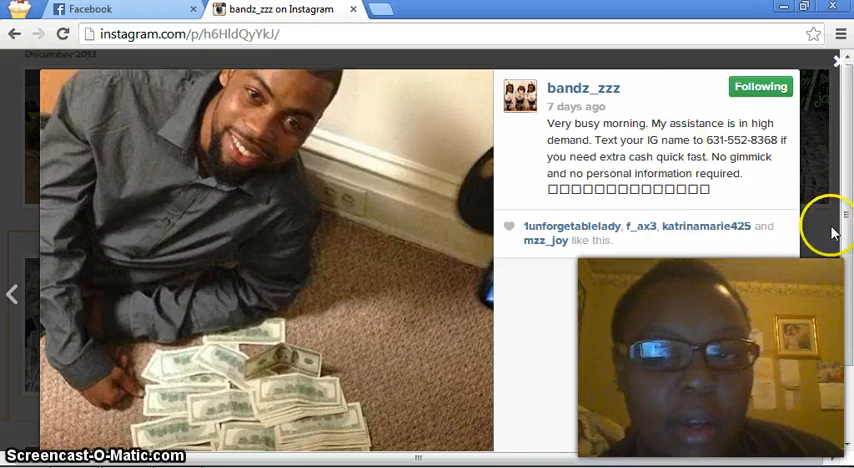 Facebook
bandz_zzz on Instagram
instagram.com/p/h6HldQyYkJ/
December 2013
bandz_zzz
Following
7 days ago
Very busy morning. My assistance is in high
demand. Text your IG name to 631-552-8368 if
you need extra cash quick fast. No gimmick
and no personal information required.
1unforgetablelady, f_ax3, katrinamarie425 and
mzz_joy like this.
Screencast-O-Matic.com